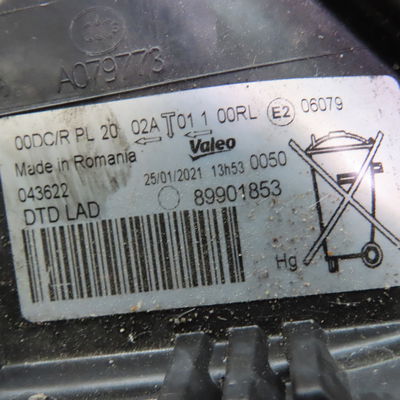 A079773
00DC/R PL 20 02A 01 1 00RL E2 06079
Valeo
Made in Romania
25/01/2021 13h53 0050
043622
89901853
DTD LAD
Hg